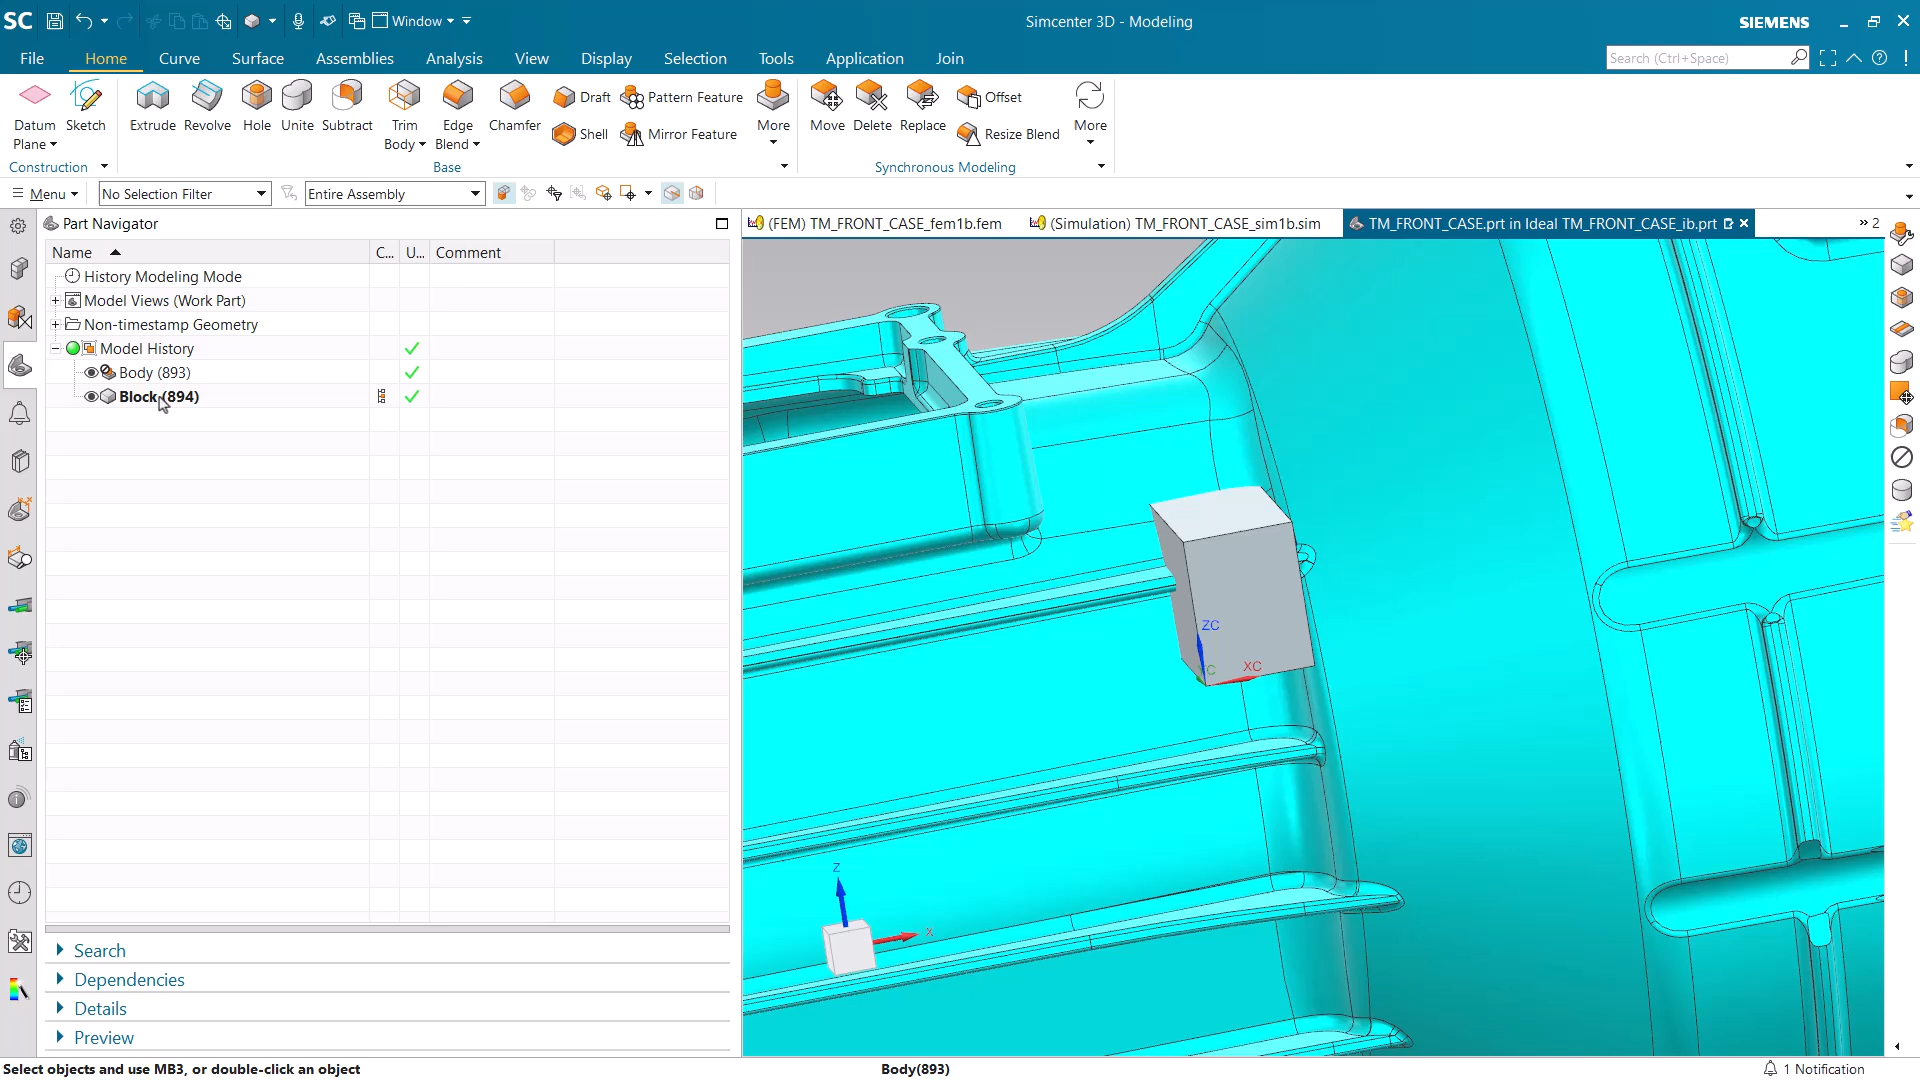 SC
Window
Simcenter 3D - Modeling
SIEMENS
File Home Curve Surface Assemblies Analysis View Display Selection Tools Application Join
Search (Ctrl+Space)
Datum Plane
Sketch
Extrude
Revolve
Hole
Unite
Subtract
Trim Body
Edge Blend
Chamfer
Draft
Shell
Pattern Feature
Mirror Feature
More
Move
Delete
Replace
Offset
Resize Blend
More
Construction
Base
Synchronous Modeling
Menu
No Selection Filter
Entire Assembly
Part Navigator
(FEM) TM_FRONT_CASE_fem1b.fem
(Simulation) TM_FRONT_CASE_sim1b.sim
TM_FRONT_CASE.prt in Ideal TM_FRONT_CASE_ib.prt
2
Name C... U... Comment
History Modeling Mode
Model Views (Work Part)
Non-timestamp Geometry
Model History
Body (893)
Block (894)
ZC
YC
XC
Z
X
Search
Dependencies
Details
Preview
Select objects and use MB3, or double-click an object
Body(893)
1 Notification